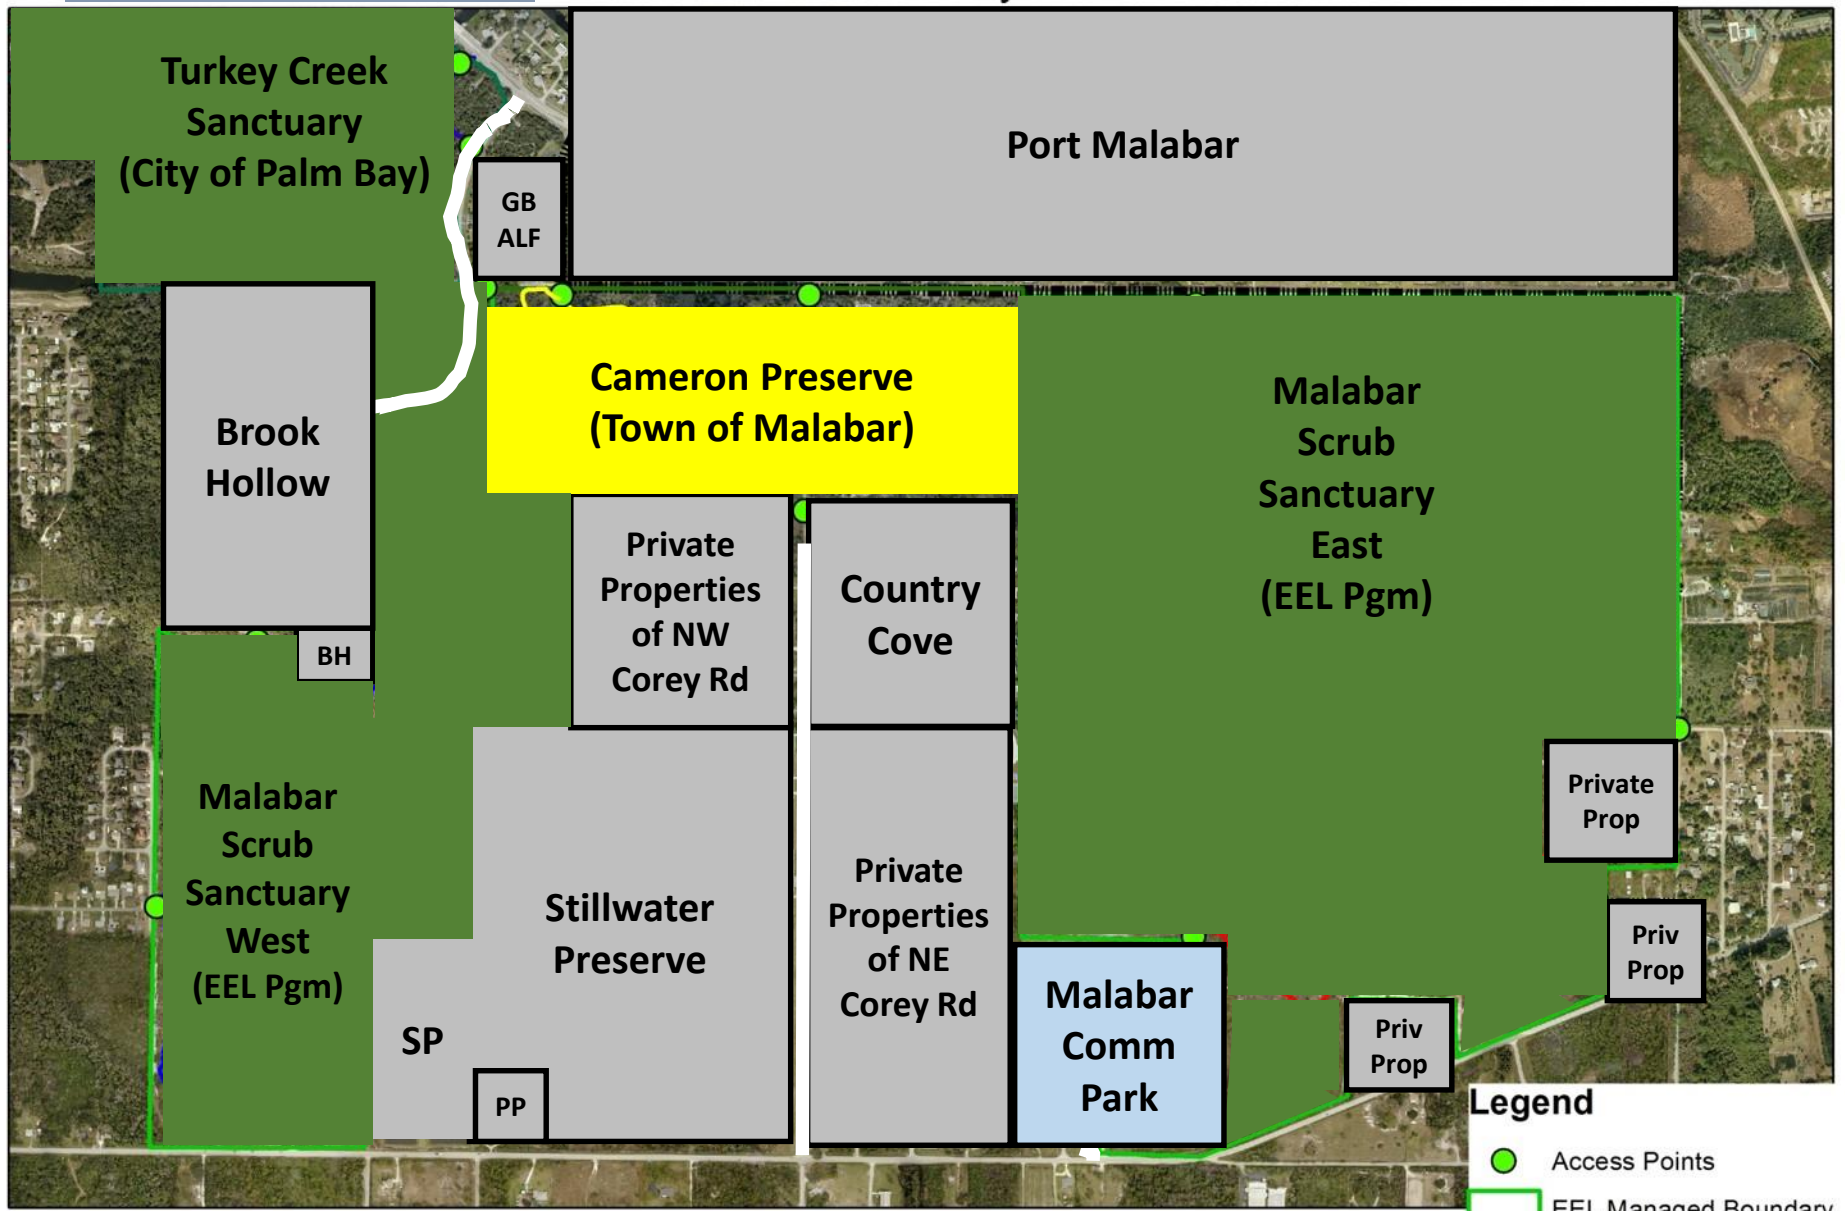 Turkey Creek
Sanctuary
(City of Palm Bay)
Port Malabar
GB
ALF
Cameron Preserve
(Town of Malabar)
Brook
Hollow
BH
Malabar
Scrub
Sanctuary
East
(EEL Pgm)
Private
Properties
of NW
Corey Rd
Country
Cove
Malabar
Scrub
Sanctuary
West
(EEL Pgm)
Stillwater
Preserve
SP
PP
Private
Properties
of NE
Corey Rd
Malabar
Comm
Park
Private
Prop
Priv
Prop
Priv
Prop
Legend
Access Points
EEL Managed Boundary